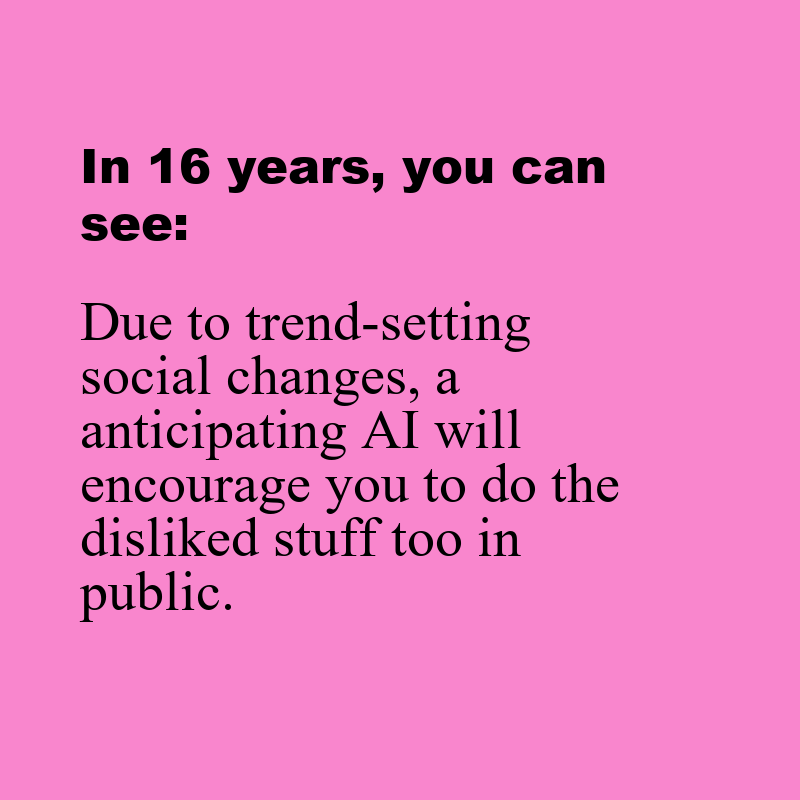 In 16 years, you can
see:
Due to trend-setting
social changes, a
anticipating AI will
encourage you to do the
disliked stuff too in
public.